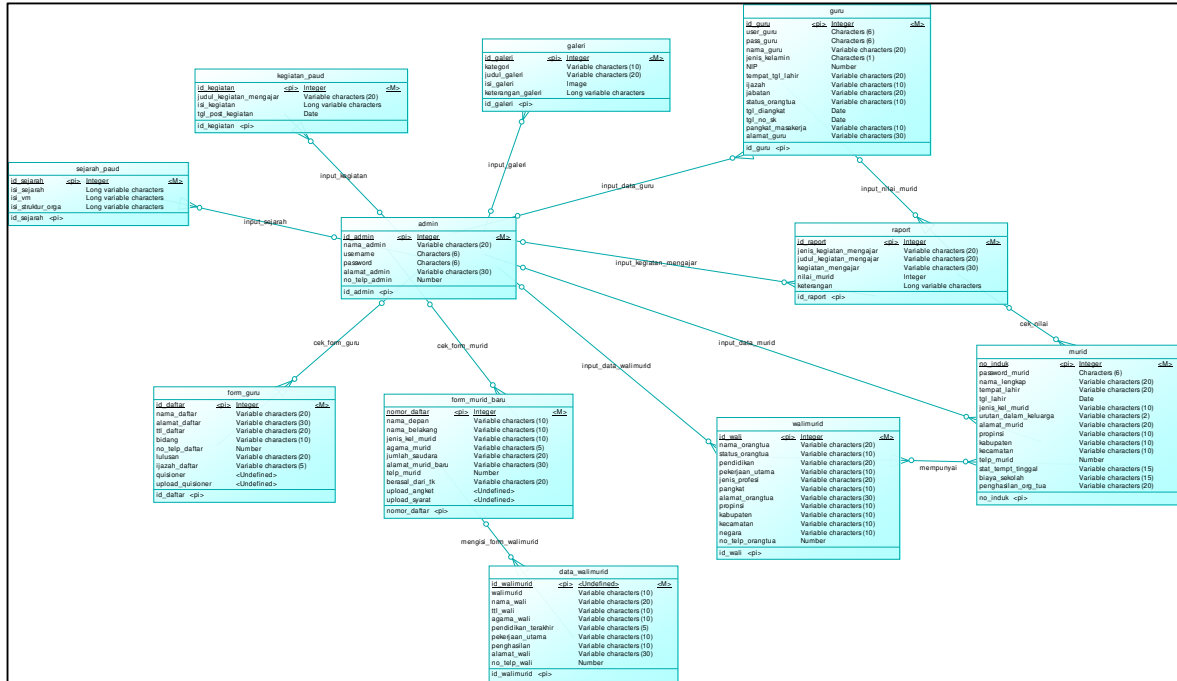 guru
id_guru <pi> Integer <M>
user_guru Characters (6)
pass_guru Characters (6)
nama_guru Variable characters (20)
jenis_kelamin Characters (1)
NIP Number
tempat_tgl_lahir Variable characters (20)
ijazah Variable characters (10)
jabatan Variable characters (20)
status_orangtua Variable characters (10)
tgl_diangkat Date
tgl_no_sk Date
pangkat_masakerja Variable characters (10)
alamat_guru Variable characters (30)
id_guru <pi>
galeri
id_galeri <pi> Integer <M>
kategori Variable characters (10)
judul_galeri Variable characters (20)
isi_galeri Image
keterangan_galeri Long variable characters
id_galeri <pi>
kegiatan_paud
id_kegiatan <pi> Integer <M>
judul_kegiatan_mengajar Variable characters (20)
isi_kegiatan Long variable characters
tgl_post_kegiatan Date
id_kegiatan <pi>
sejarah_paud
id_sejarah <pi> Integer <M>
isi_sejarah Long variable characters
isi_vm Long variable characters
isi_struktur_orga Long variable characters
id_sejarah <pi>
input_kegiatan
input_galeri
input_data_guru
input_nilai_murid
input_sejarah
admin
id_admin <pi> Integer <M>
nama_admin Variable characters (20)
username Characters (6)
password Characters (6)
alamat_admin Variable characters (30)
no_telp_admin Number
id_admin <pi>
input_kegiatan_mengajar
raport
id_raport <pi> Integer <M>
jenis_kegiatan_mengajar Variable characters (20)
judul_kegiatan_mengajar Variable characters (20)
kegiatan_mengajar Variable characters (30)
nilai_murid Integer
keterangan Long variable characters
id_raport <pi>
cek_nilai
cek_form_guru
cek_form_murid
input_data_murid
input_data_walimurid
murid
no_induk <pi> Integer <M>
password_murid Characters (6)
nama_lengkap Variable characters (20)
tempat_lahir Variable characters (20)
tgl_lahir Date
jenis_kel_murid Variable characters (10)
urutan_dalam_keluarga Variable characters (2)
alamat_murid Variable characters (20)
propinsi Variable characters (10)
kabupaten Variable characters (10)
kecamatan Variable characters (10)
telp_murid Number
stat_tempt_tinggal Variable characters (15)
biaya_sekolah Variable characters (15)
penghasilan_org_tua Variable characters (20)
no_induk <pi>
form_guru
id_daftar <pi> Integer <M>
nama_daftar Variable characters (20)
alamat_daftar Variable characters (30)
ttl_daftar Variable characters (20)
bidang Variable characters (10)
no_telp_daftar Number
lulusan Variable characters (20)
ijazah_daftar Variable characters (5)
quisioner <Undefined>
upload_quisioner <Undefined>
id_daftar <pi>
form_murid_baru
nomor_daftar <pi> Integer <M>
nama_depan Variable characters (10)
nama_belakang Variable characters (10)
jenis_kel_murid Variable characters (10)
agama_murid Variable characters (5)
jumlah_saudara Variable characters (20)
alamat_murid_baru Variable characters (30)
telp_murid Number
berasal_dari_tk Variable characters (20)
upload_angket <Undefined>
upload_syarat <Undefined>
nomor_daftar <pi>
walimurid
id_wali <pi> Integer <M>
nama_orangtua Variable characters (20)
status_orangtua Variable characters (10)
pendidikan Variable characters (20)
pekerjaan_utama Variable characters (10)
jenis_profesi Variable characters (20)
pangkat Variable characters (10)
alamat_orangtua Variable characters (30)
propinsi Variable characters (10)
kabupaten Variable characters (10)
kecamatan Variable characters (10)
negara Variable characters (10)
no_telp_orangtua Number
id_wali <pi>
mempunyai
mengisi_form_walimurid
data_walimurid
id_walimurid <pi> <Undefined> <M>
walimurid Variable characters (10)
nama_wali Variable characters (20)
ttl_wali Variable characters (10)
agama_wali Variable characters (10)
pendidikan_terakhir Variable characters (5)
pekerjaan_utama Variable characters (10)
penghasilan Variable characters (10)
alamat_wali Variable characters (30)
no_telp_wali Number
id_walimurid <pi>